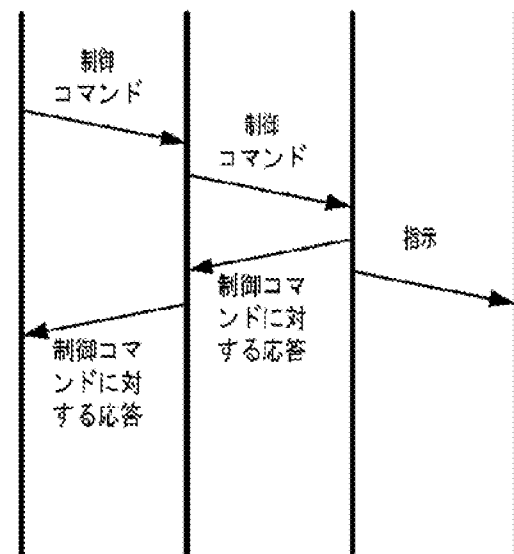 制御
コマンド
制御
コマンド
指示
制御コマ
ンドに対
する応答
制御コマ
ンドに対
する応答